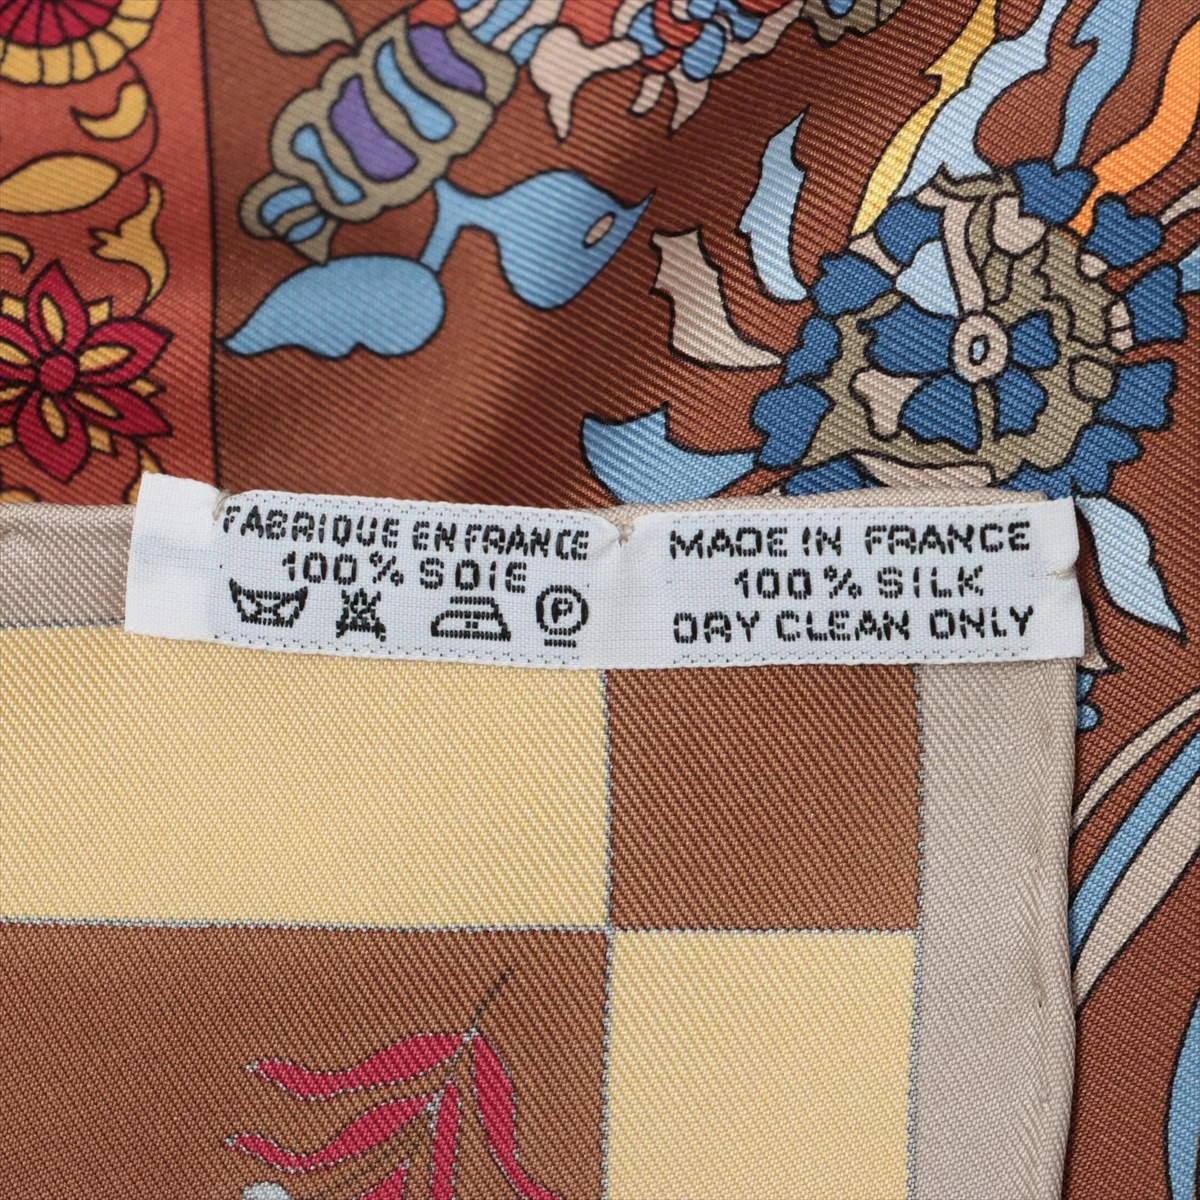 FABRIQUE EN FRANCE
100% SOIE
P
MADE IN FRANCE
100% SILK
DRY CLEAN ONLY